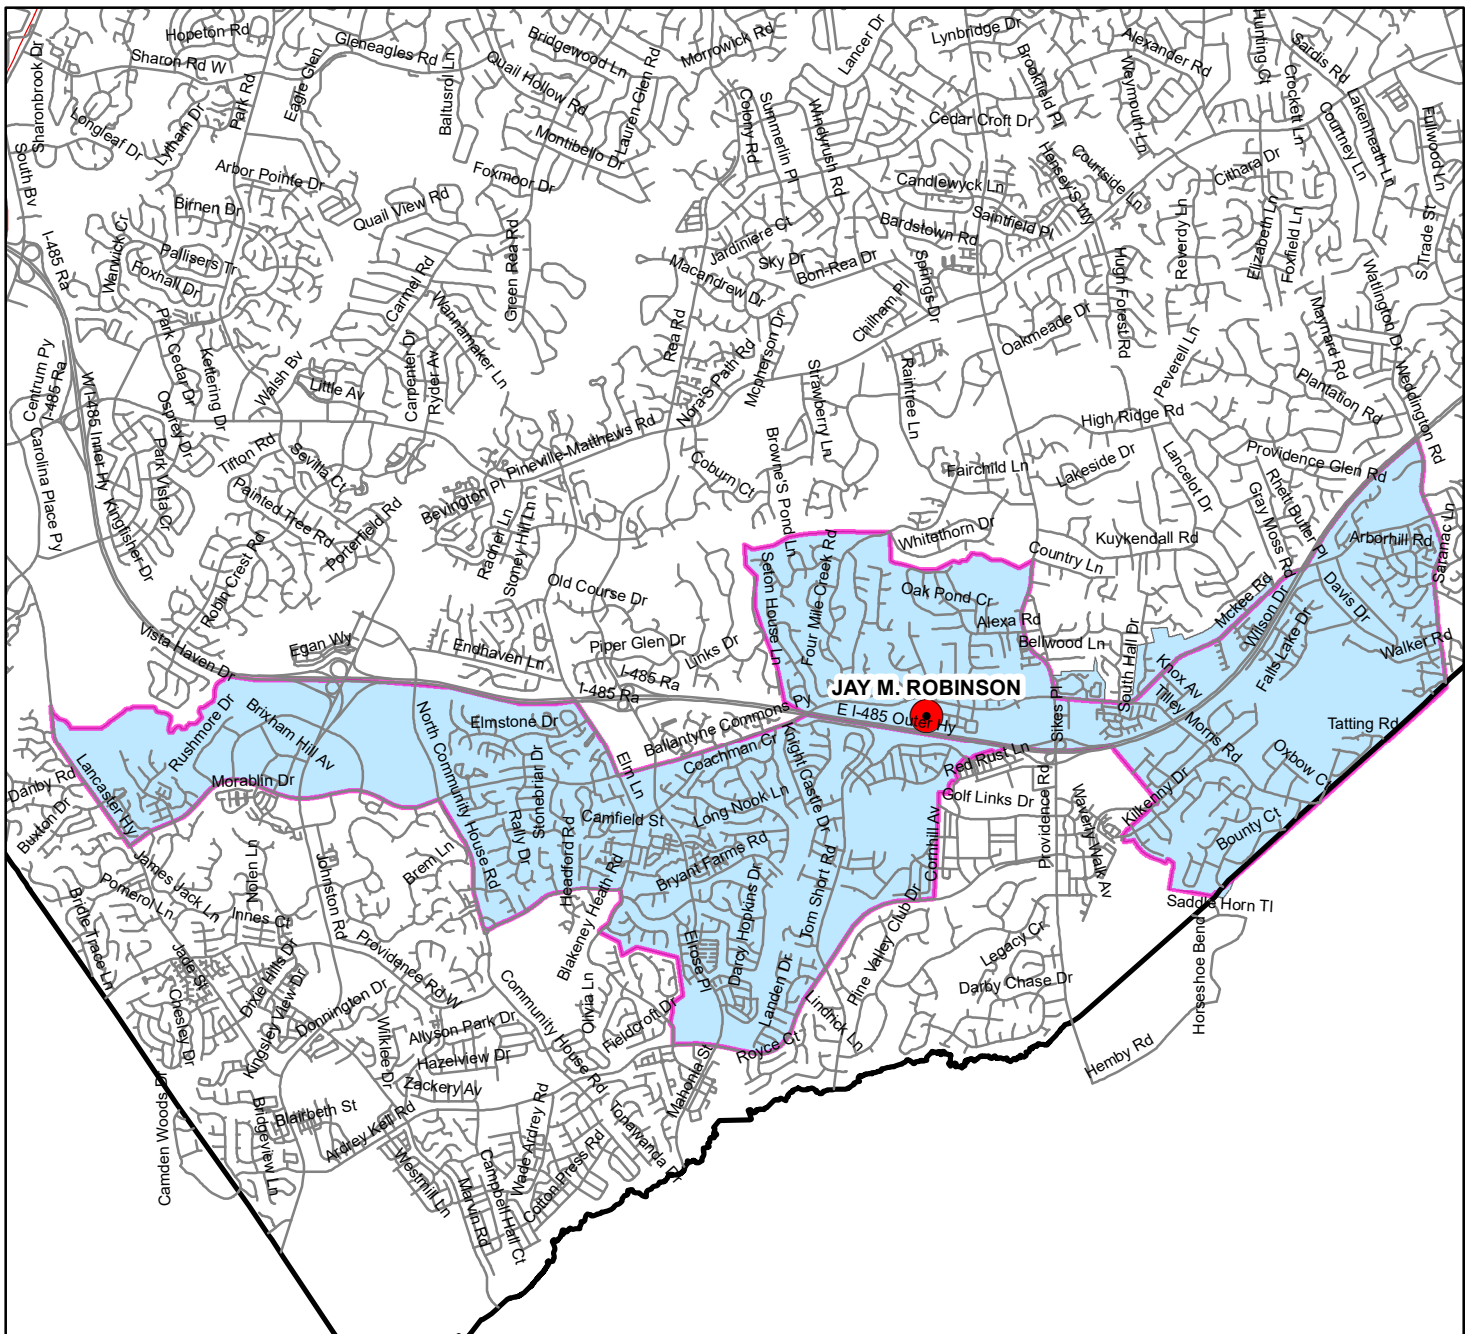 Hopeton Rd
Sharon Rd W
Sharonbrook Dr
Longleaf Dr
Lytham Dr
Park Rd
Eagle Glen
Gleneagles Rd
Baltusrol Ln
Quail Hollow Rd
Bridgewood Ln
Lauren Glen Rd
Morrowick Rd
Montibello Dr
Colony Rd
Summerlin Pl
Windyrush Rd
Lancer Dr
Lynbridge Dr
Brookfield Pl
Alexander Rd
Waymouth Ln
Hunting Ct
Crockett Ln
Sardis Rd
Courtney Ln
Lakenheath Ln
Fullwood Ln
Cedar Croft Dr
South Bv
Arbor Pointe Dr
Birnen Dr
Foxmoor Dr
Quail View Rd
Candlewyck Ln
Hensey'S Wy
Courtside Ln
Cithara Dr
Saintfield Pl
Bardstown Rd
Jardiniere Ct
Sky Dr
Bon-Rea Dr
Springs Dr
Hugh Forest Rd
Reverdy Ln
Elizabeth Ln
Foxfield Ln
S Trade St
Watlington Dr
I-485 Ra
Warwick Cr
Pallisers Tr
Foxhall Dr
Green Rea Rd
Carmel Rd
Wannamaker Ln
Macandrew Dr
Rea Rd
Chilham Pl
Oakmeade Dr
Peverell Ln
Maynard Rd
Plantation Rd
Weddington Rd
Centrum Py
I-485 Ra
W I-485 Inner Hy
Park Cedar Dr
Kettering Dr
Osprey Dr
Walsh Bv
Little Av
Carpenter Dr
Ryder Av
Nora'S Path Rd
Mcpherson Dr
Strawberry Ln
Raintree Ln
High Ridge Rd
Carolina Place Py
Kingfisher Dr
Park Vista Cr
Tifton Rd
Sevilla Ct
Painted Tree Rd
Porterfield Rd
Bevington Pl
Pineville-Matthews Rd
Coburn Ct
Browne'S Pond Ln
Fairchild Ln
Lakeside Dr
Lancelot Dr
Providence Glen Rd
Rhett Butler Pl
Gray Moss Rd
Robin Crest Rd
Radner Ln
Stoney Hill Ln
Whitethorn Dr
Country Ln
Kuykendall Rd
Arborhill Rd
Saranac Ln
Old Course Dr
Seton House Ln
Four Mile Creek Rd
Oak Pond Cr
Alexa Rd
Bellwood Ln
Mckee Rd
Wilson Dr
Davis Dr
Walker Rd
Vista Haven Dr
Egan Wy
Endhaven Ln
Piper Glen Dr
Links Dr
I-485 Ra
I-485 Ra
South Hall Dr
Knox Av
Falls Lake Dr
JAY M. ROBINSON
E I-485 Outer Hy
Sikes Pl
Tilley Morris Rd
Tatting Rd
Rushmore Dr
Brixham Hill Av
North Community House Rd
Elmstone Dr
Ballantyne Commons Py
Coachman Cr
Knight Castle Dr
Red Rust Ln
Oxbow Ct
Danby Rd
Lancaster Hy
Morablin Dr
Buxton Dr
Stonebriar Dr
Rally Dr
Elm Ln
Camfield St
Long Nook Ln
Golf Links Dr
Providence Rd
Waverly Walk Av
Kilkenny Dr
Bounty Ct
James Jack Ln
Pomerol Ln
Bridle Trace Ln
Nolen Ln
Innes Ct
Johnston Rd
Brem Ln
Headford Rd
Blakeney Heath Rd
Bryant Farms Rd
Darcy Hopkins Dr
Tom Short Rd
Cornhill Av
Saddle Horn Tl
Jade St
Chesley Dr
Dixie Hills Dr
Kingsley View Dr
Donnington Dr
Providence Rd W
Elrose Pl
Landen Dr
Lindrick Ln
Pine Valley Club Dr
Legacy Cr
Darby Chase Dr
Horseshoe Bend
Wilklee Dr
Allyson Park Dr
Hazelview Dr
Zackery Av
Community House Rd
Olivia Ln
Fieldcroft Dr
Royce Ct
Mahonia St
Hemby Rd
Camden Woods Dr
Bridgeview Ln
Blairbeth St
Ardrey Kell Rd
Westmill Ln
Marvin Rd
Campbell Hall Ct
Wade Ardrey Rd
Cotton Press Rd
Tonawanda Dr